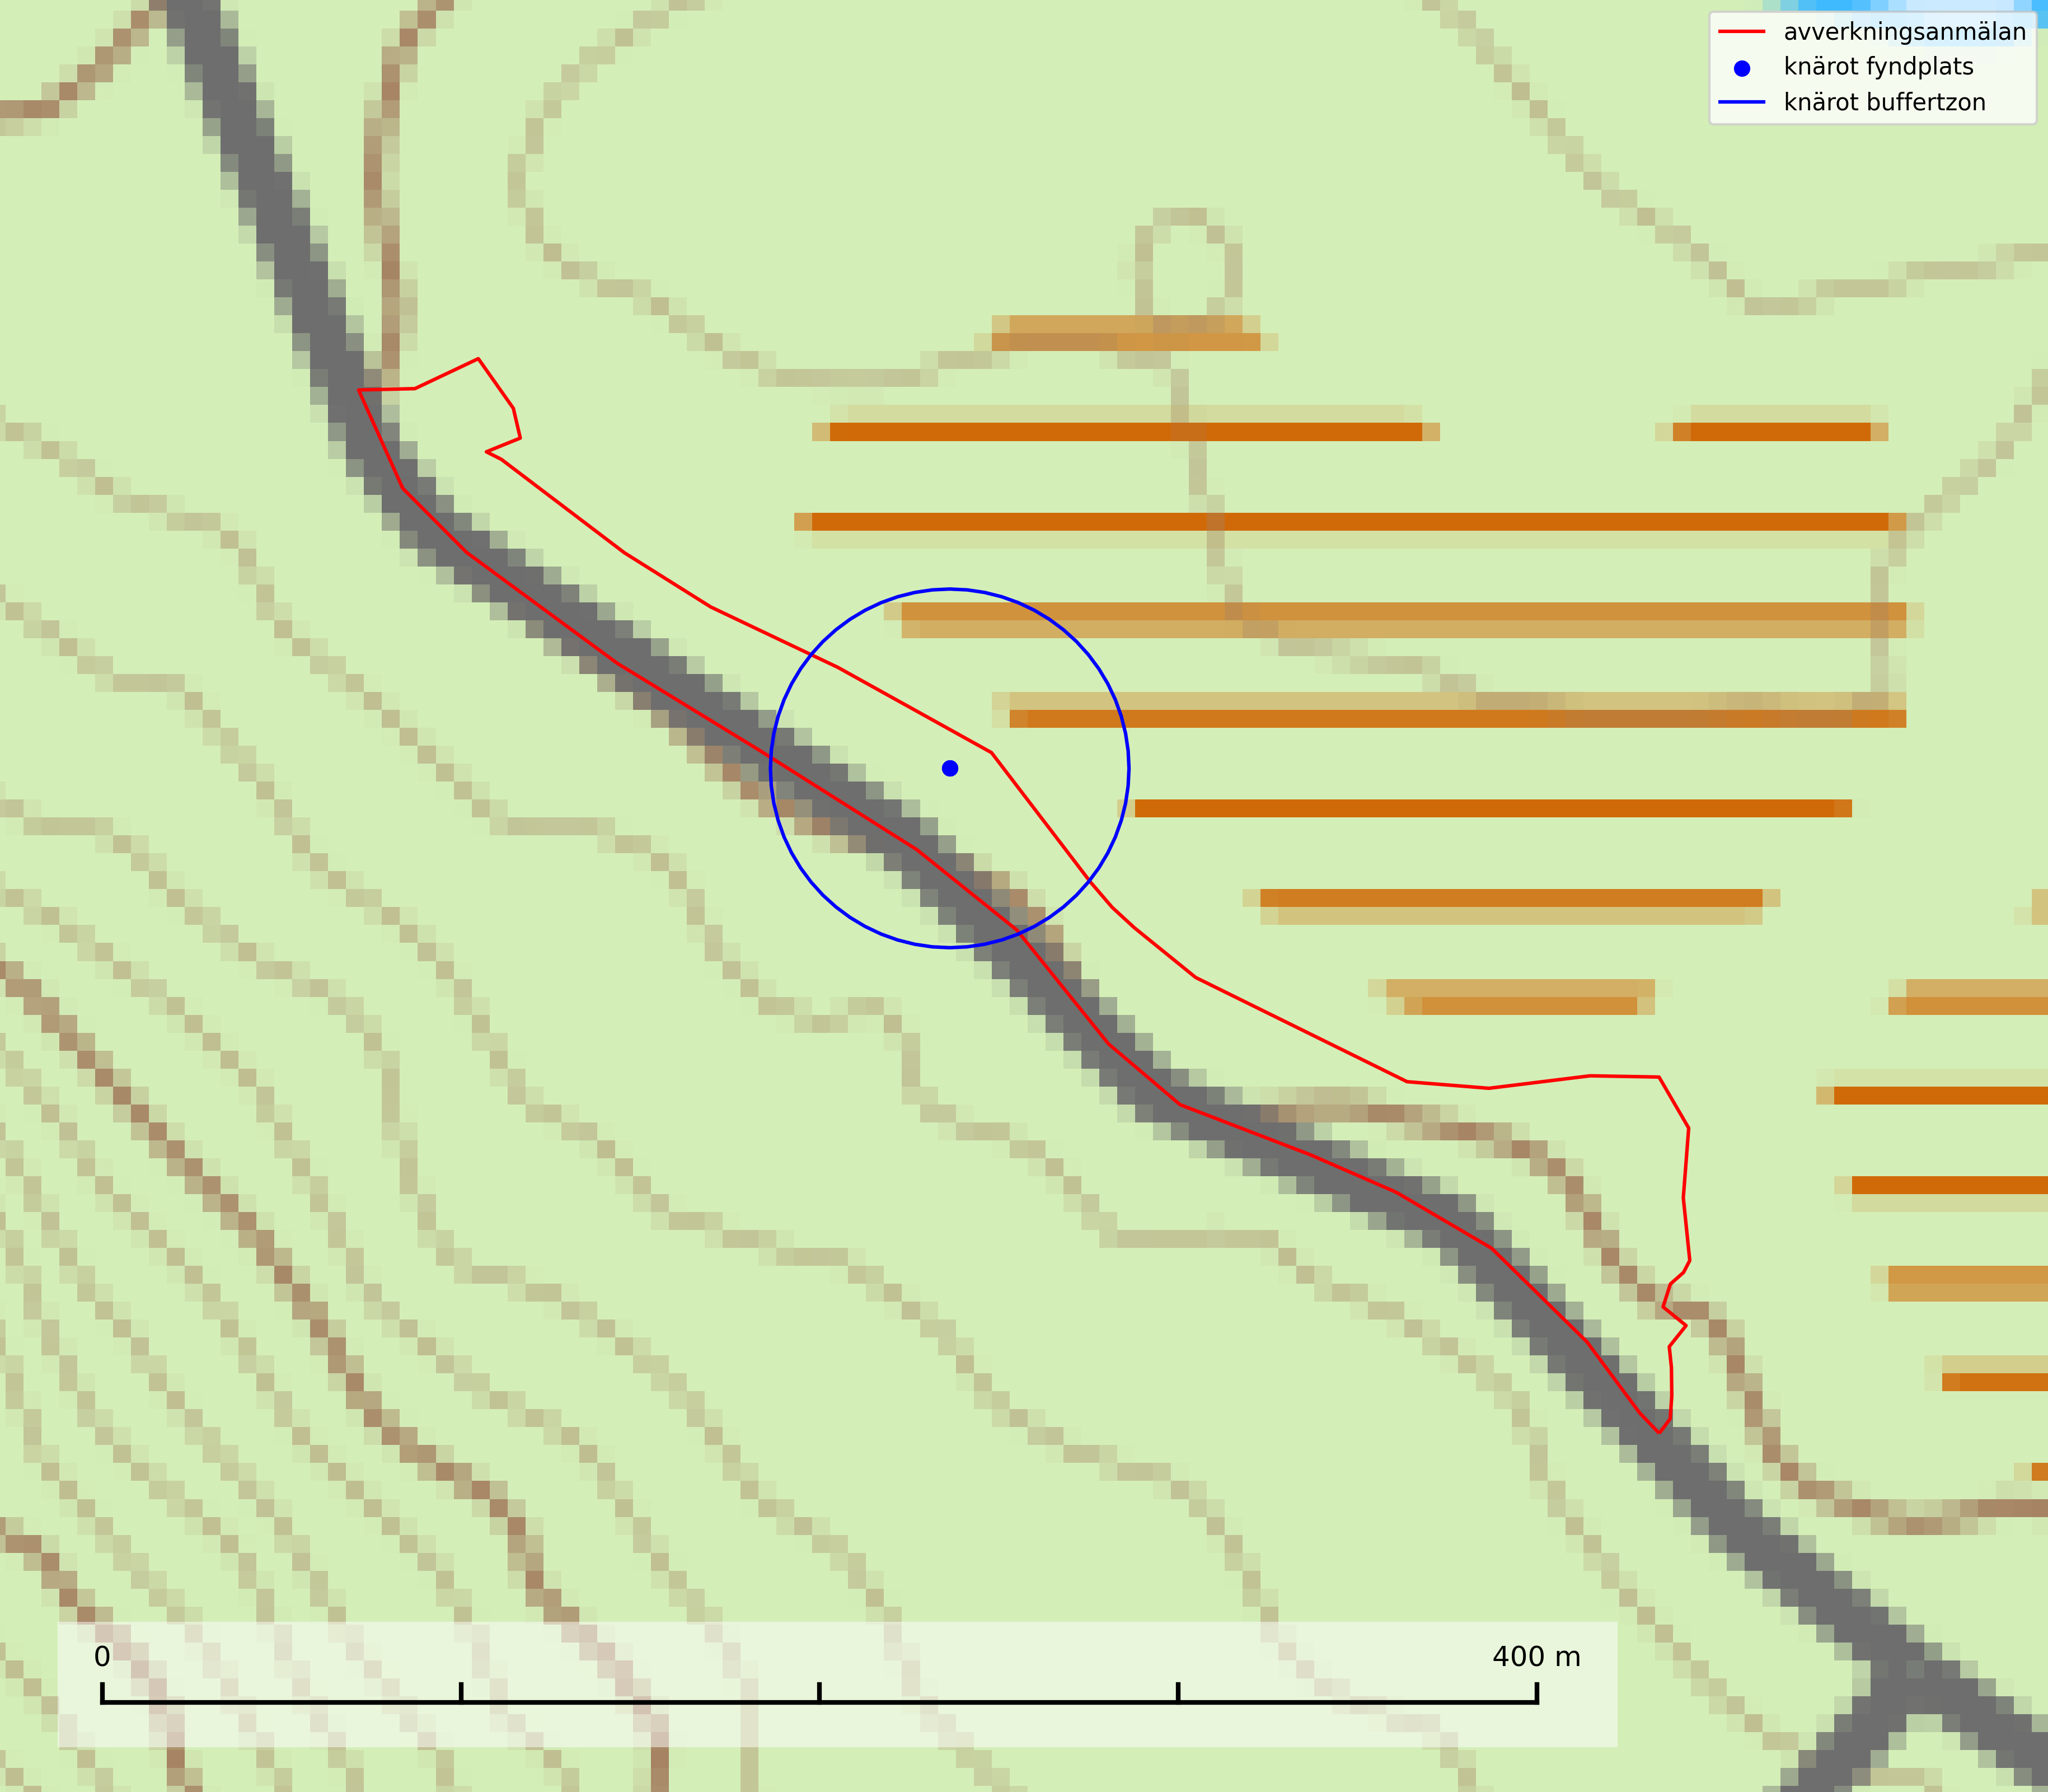 avverkningsanmälan
knärot fyndplats
knärot buffertzon
0
400 m